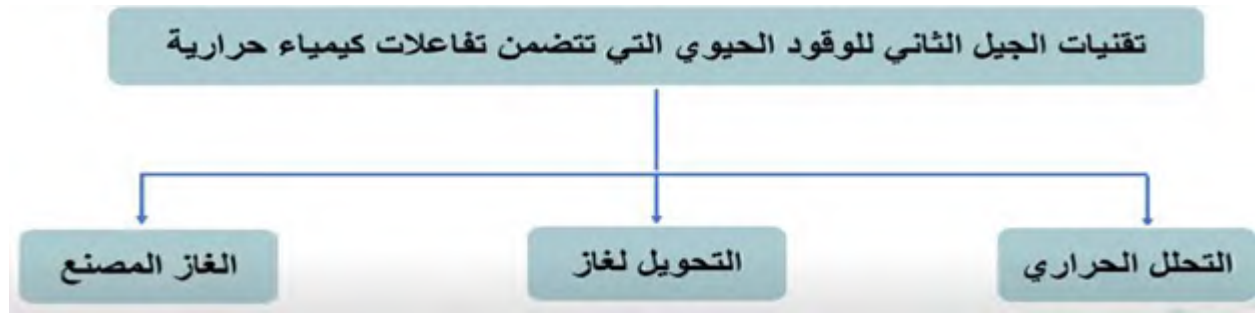 تقنيات الجيل الثاني للوقود الحيوي التي تتضمن تفاعلات كيمياء حرارية
التحلل الحراري
التحويل لغاز
الغاز المصنع